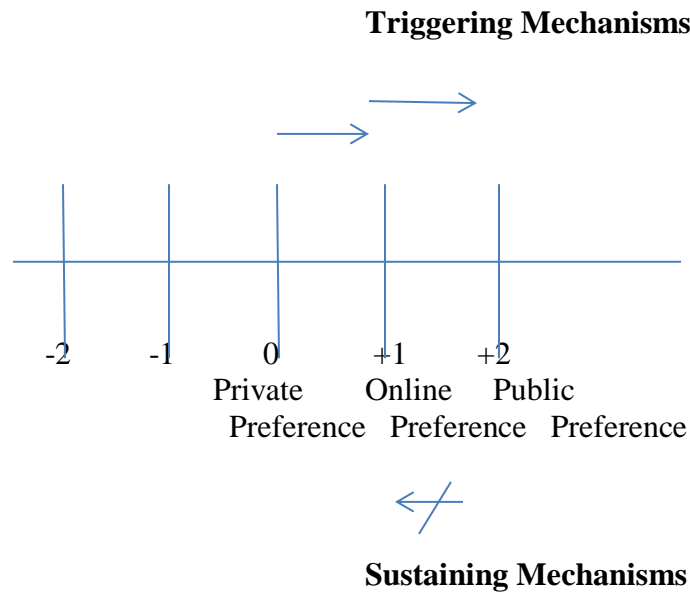 Triggering Mechanisms
-2 -1 0 +1 +2
Private Online Public
Preference Preference Preference
Sustaining Mechanisms